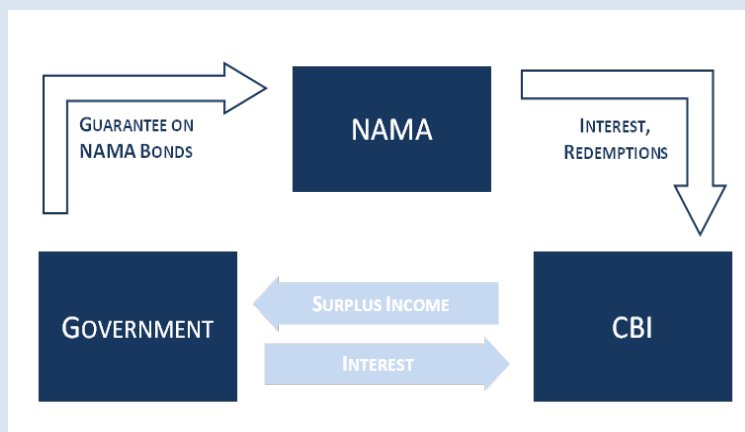 GUARANTEE ON
NAMA BONDS
NAMA
INTEREST,
REDEMPTIONS
GOVERNMENT
SURPLUS INCOME
INTEREST
CBI